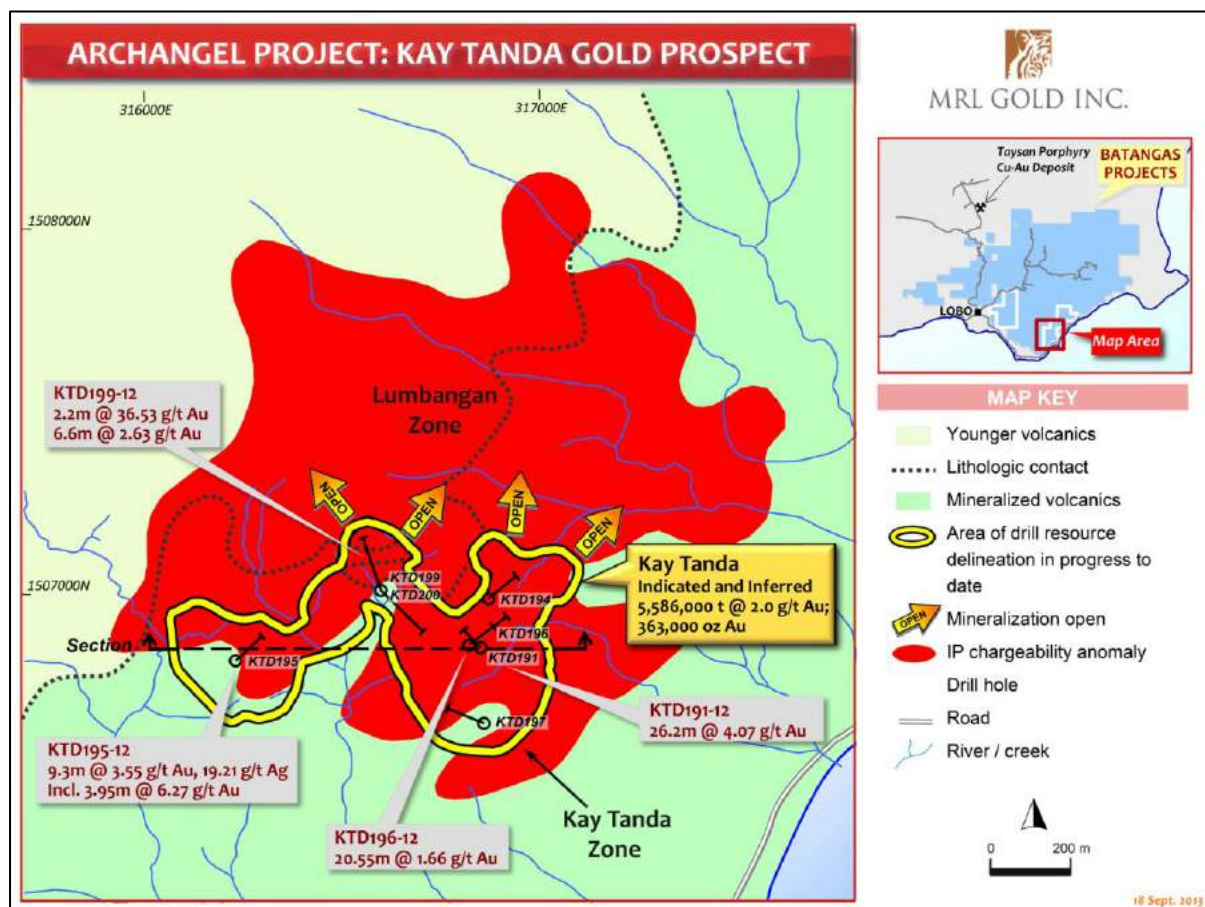 ARCHANGEL PROJECT: KAY TANDA GOLD PROSPECT
316000E
317000E
1508000N
1507000N
KTD199-12
2.2m @ 36.53 g/t Au
6.6m @ 2.63 g/t Au
Lumbangan
Zone
OPEN
OPEN
OPEN
OPEN
Kay Tanda
Indicated and Inferred
5,586,000 t @ 2.0 g/t Au;
363,000 oz Au
KTD199
KTD200
KTD194
KTD196
KTD191
KTD195
KTD197
Section
KTD195-12
9.3m @ 3.55 g/t Au, 19.21 g/t Ag
Incl. 3.95m @ 6.27 g/t Au
KTD191-12
26.2m @ 4.07 g/t Au
KTD196-12
20.55m @ 1.66 g/t Au
Kay Tanda
Zone
MRL GOLD INC.
Taysan Porphyry
Cu-Au Deposit
BATANGAS
PROJECTS
LOBO
Map Area
MAP KEY
Younger volcanics
Lithologic contact
Mineralized volcanics
Area of drill resource
delineation in progress to
date
OPEN
Mineralization open
IP chargeability anomaly
Drill hole
Road
River / creek
0 200 m
18 Sept. 2013